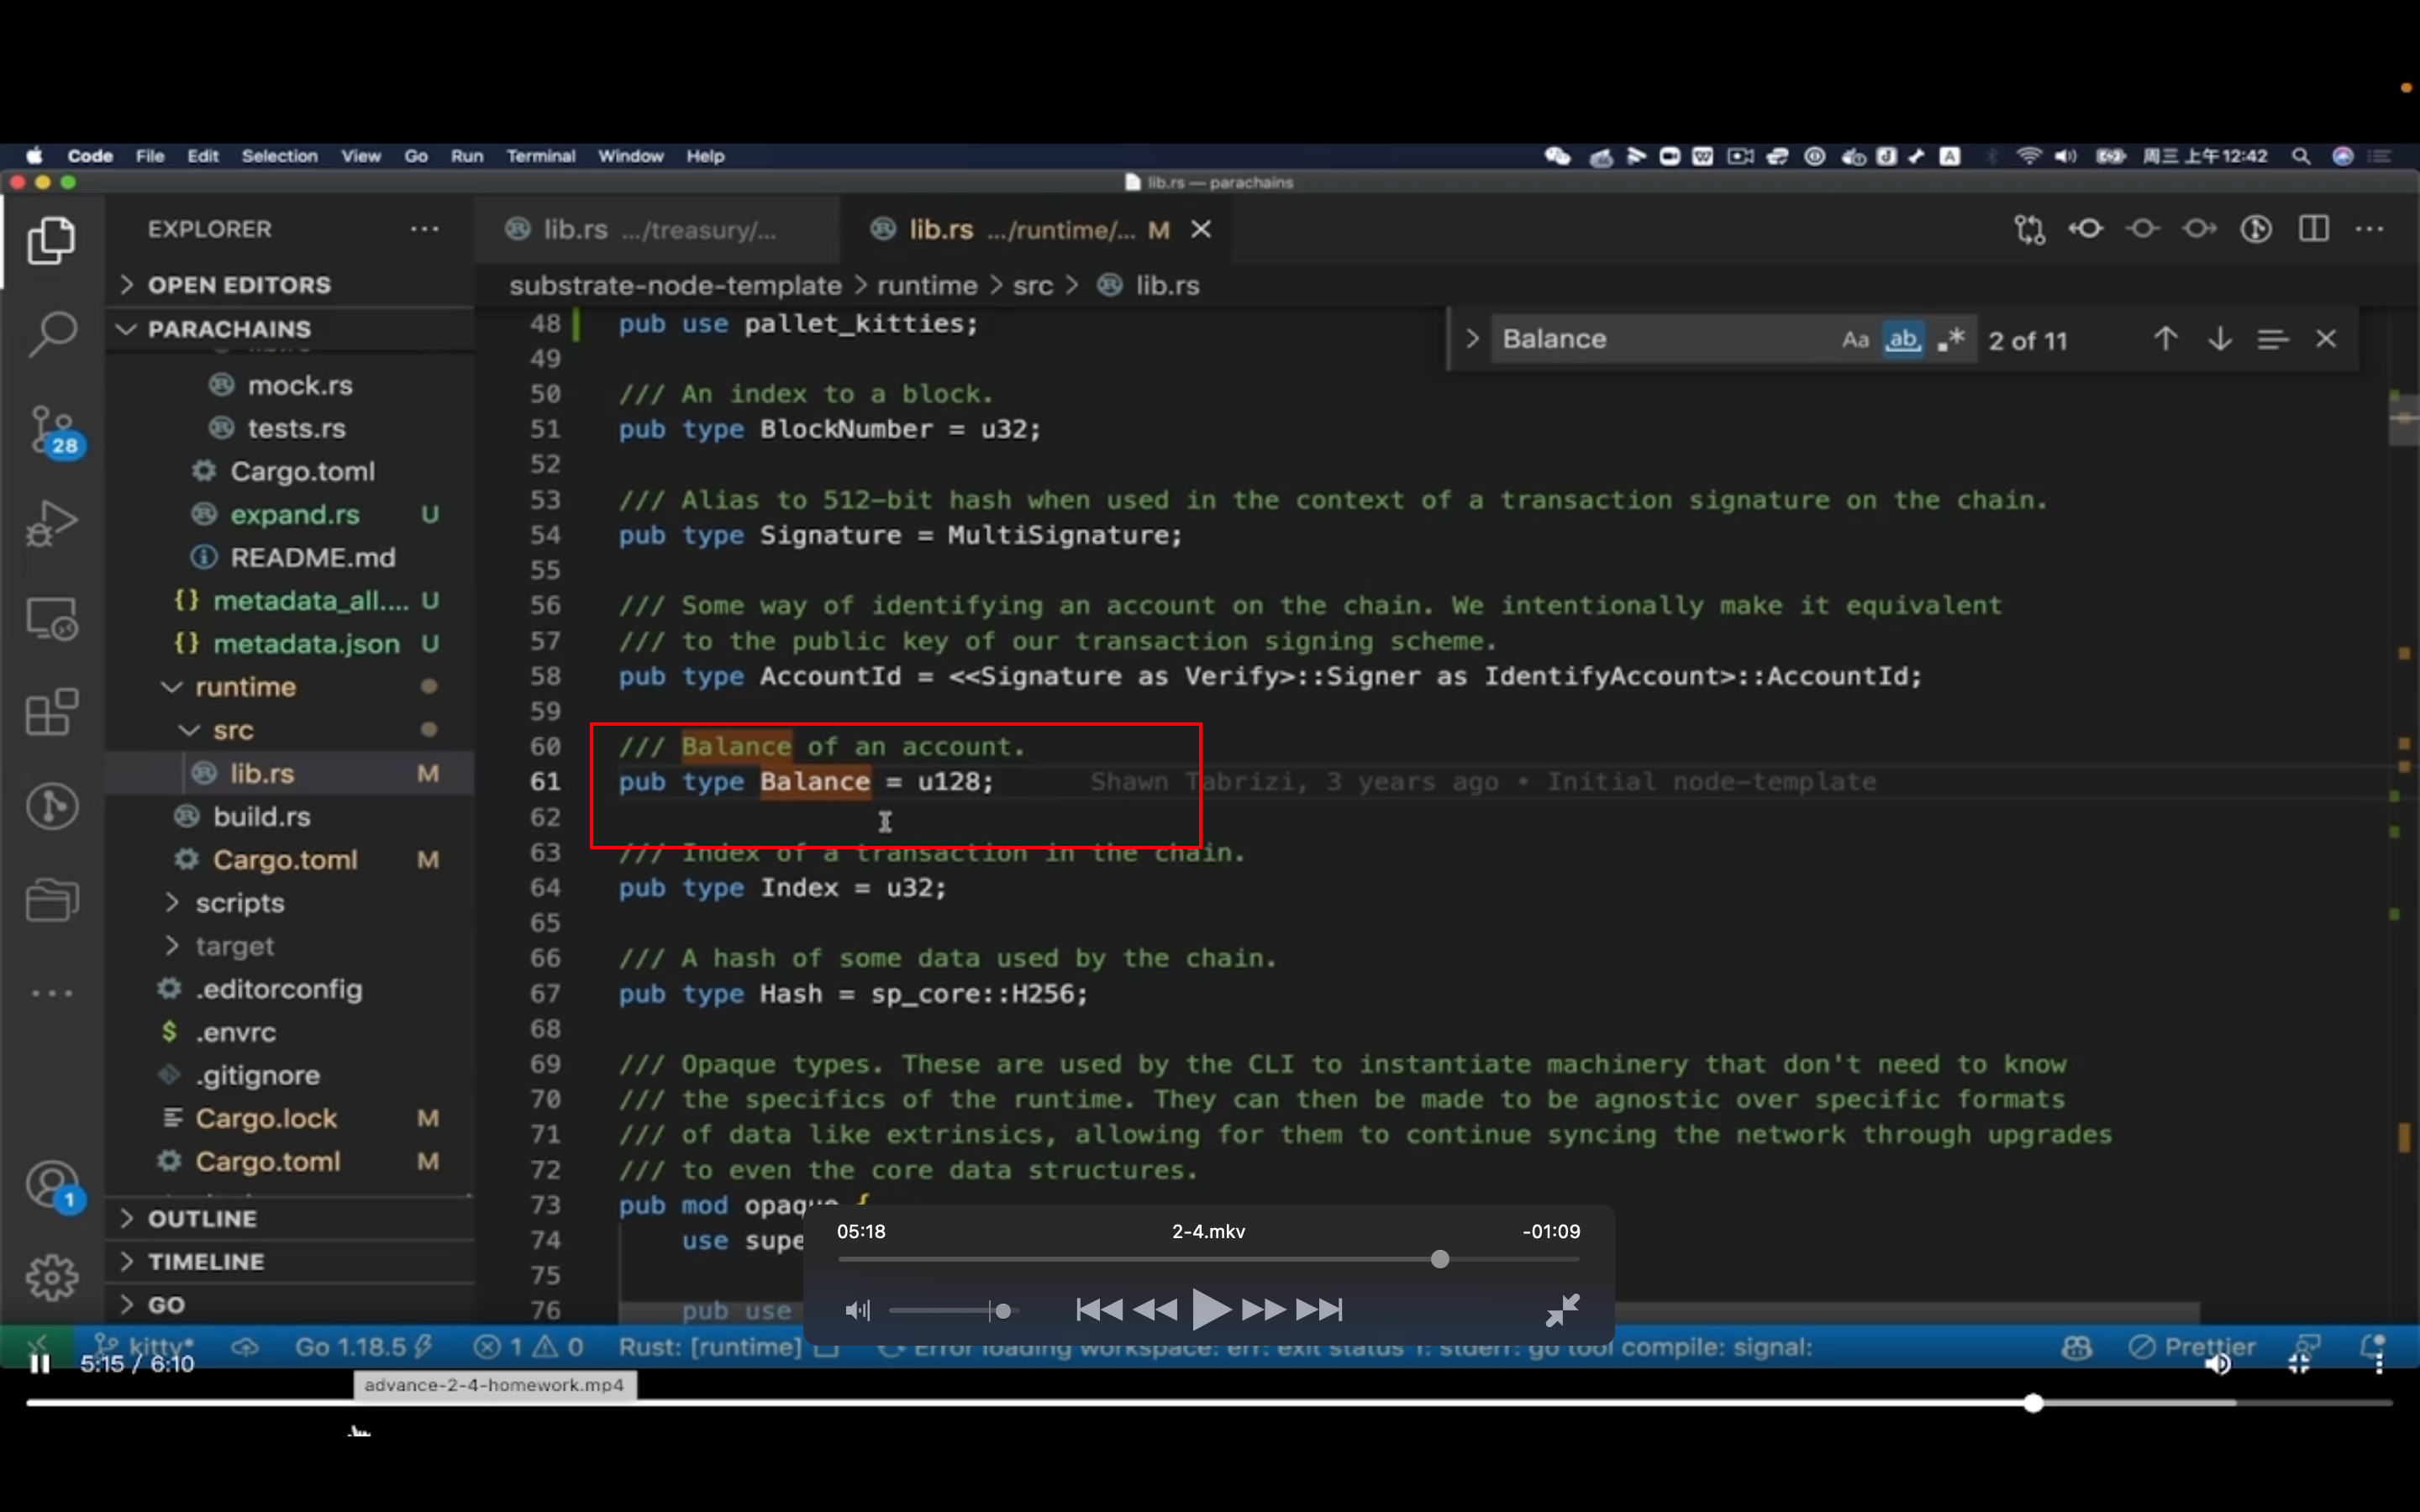 Code File Edit Selection View Go Run Terminal Window Help
周三 上午12:42
lib.rs — parachains
EXPLORER
lib.rs .../treasury/...
lib.rs .../runtime/... M
OPEN EDITORS
substrate-node-template > runtime > src > lib.rs
PARACHAINS
Balance
Aa ab .* 2 of 11
mock.rs
tests.rs
Cargo.toml
expand.rs U
README.md
metadata_all.... U
metadata.json U
runtime
src
lib.rs M
build.rs
Cargo.toml M
scripts
target
.editorconfig
.envrc
.gitignore
Cargo.lock M
Cargo.toml M
OUTLINE
TIMELINE
GO
28
1
48 pub use pallet_kitties;
49
50 /// An index to a block.
51 pub type BlockNumber = u32;
52
53 /// Alias to 512-bit hash when used in the context of a transaction signature on the chain.
54 pub type Signature = MultiSignature;
55
56 /// Some way of identifying an account on the chain. We intentionally make it equivalent
57 /// to the public key of our transaction signing scheme.
58 pub type AccountId = <<Signature as Verify>::Signer as IdentifyAccount>::AccountId;
59
60 /// Balance of an account.
61 pub type Balance = u128; Shawn Tabrizi, 3 years ago • Initial node-template
62
63 /// Index of a transaction in the chain.
64 pub type Index = u32;
65
66 /// A hash of some data used by the chain.
67 pub type Hash = sp_core::H256;
68
69 /// Opaque types. These are used by the CLI to instantiate machinery that don't need to know
70 /// the specifics of the runtime. They can then be made to be agnostic over specific formats
71 /// of data like extrinsics, allowing for them to continue syncing the network through upgrades
72 /// to even the core data structures.
73 pub mod opaque {
74 use supe
75
76 pub use
05:18 2-4.mkv -01:09
kitty* Go 1.18.5 1 0 Rust: [runtime] Error loading workspace: err: exit status 1: stderr: go tool compile: signal: Prettier
5:15 / 6:10
advance-2-4-homework.mp4